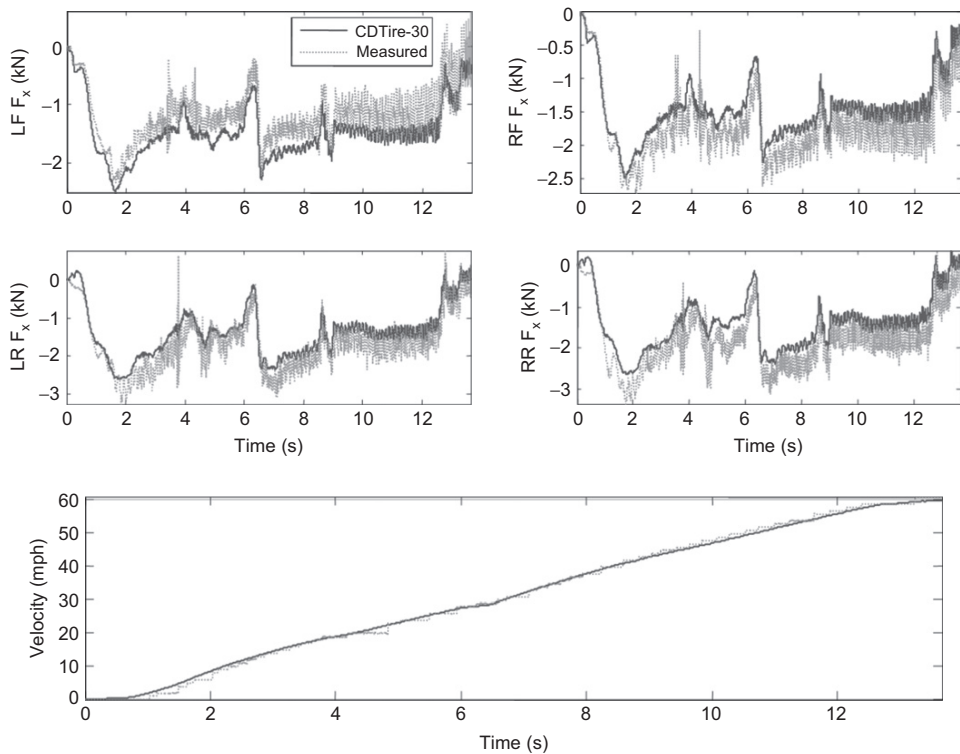 CDTire-30
Measured
LF Fx (kN)
0
−1
−2
0 2 4 6 8 10 12
RF Fx (kN)
0
−0.5
−1
−1.5
−2
−2.5
0 2 4 6 8 10 12
LR Fx (kN)
0
−1
−2
−3
0 2 4 6 8 10 12
Time (s)
RR Fx (kN)
0
−1
−2
−3
0 2 4 6 8 10 12
Time (s)
Velocity (mph)
60
50
40
30
20
10
0
0 2 4 6 8 10 12
Time (s)